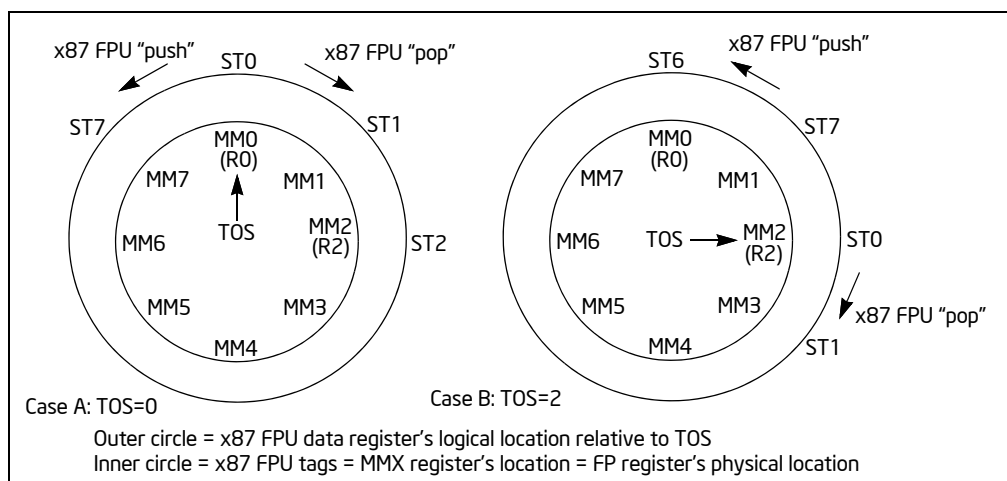 x87 FPU “push”
ST0
x87 FPU “pop”
ST7
ST1
MM0
(R0)
MM7
MM1
TOS
MM6
MM2
(R2)
ST2
MM5
MM3
MM4
Case A: TOS=0
x87 FPU “push”
ST6
ST7
MM0
(R0)
MM7
MM1
MM6
TOS
MM2
(R2)
ST0
MM5
MM3
x87 FPU “pop”
MM4
ST1
Case B: TOS=2
Outer circle = x87 FPU data register’s logical location relative to TOS
Inner circle = x87 FPU tags = MMX register’s location = FP register’s physical location